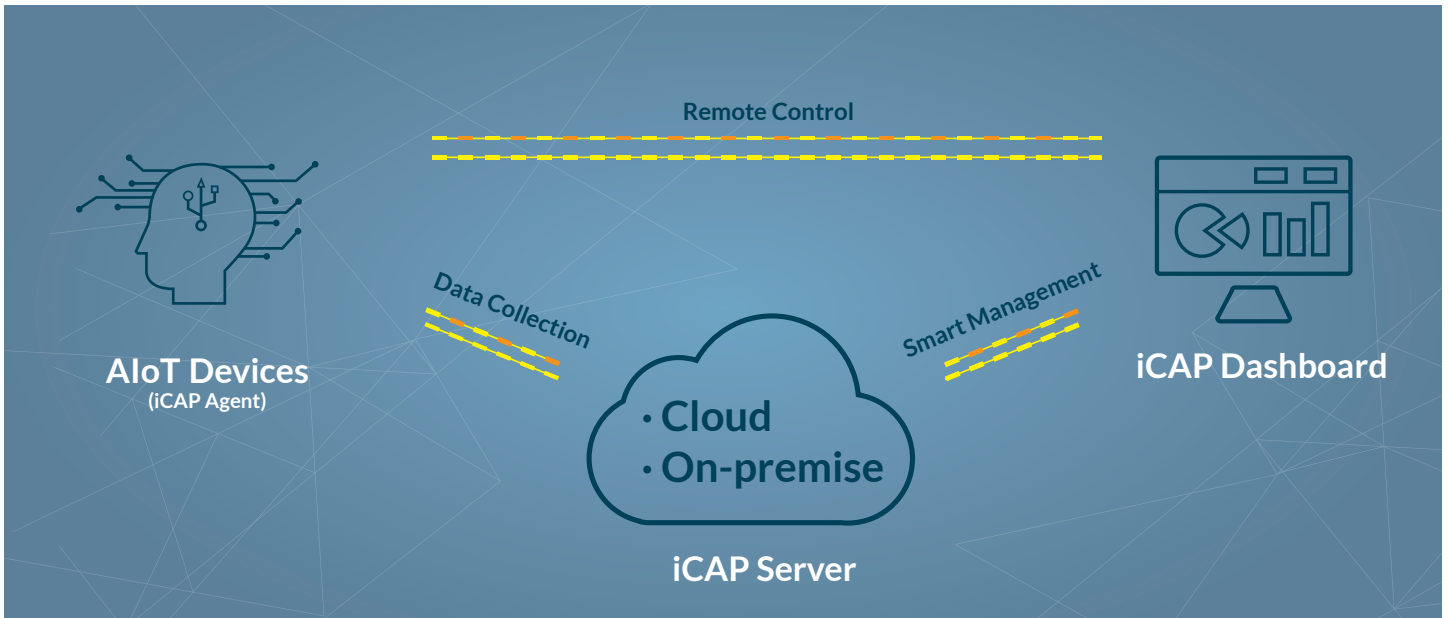 Remote Control
Data Collection
Smart Management
AIoT Devices
(iCAP Agent)
iCAP Dashboard
· Cloud
· On-premise
iCAP Server